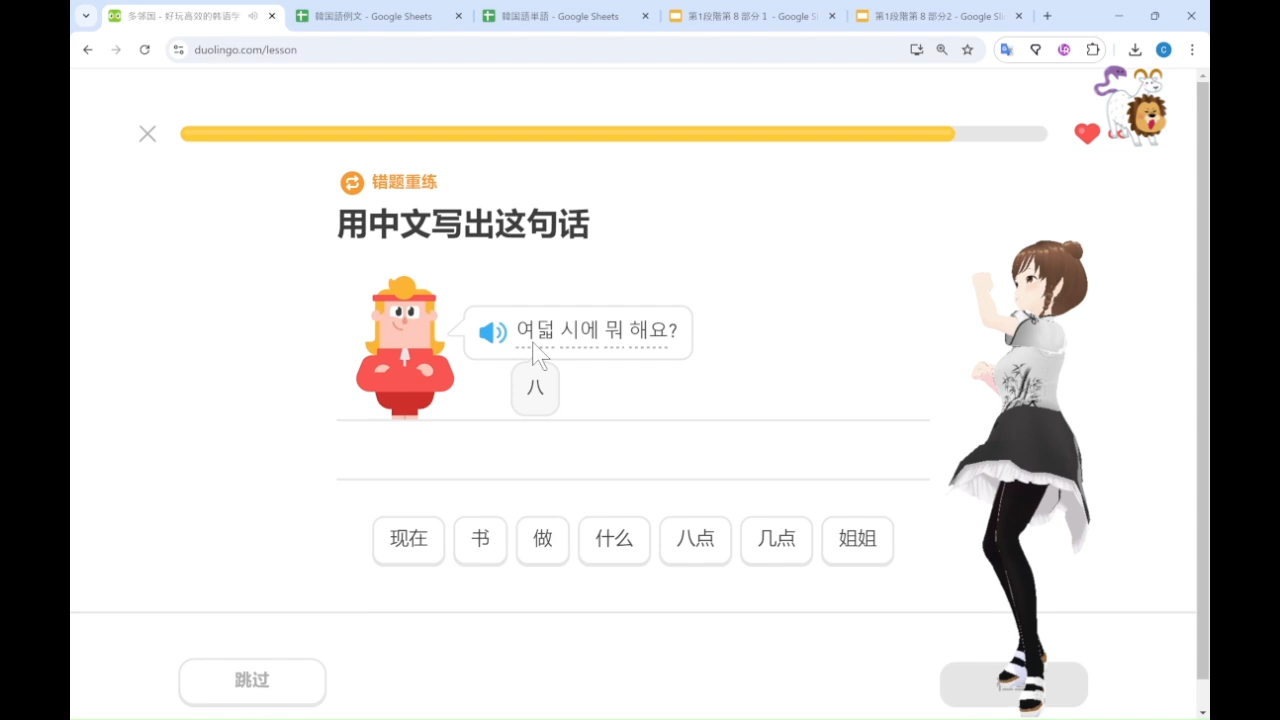 多邻国 - 好玩高效的韩语学
韓国語例文 - Google Sheets
韓国語単語 - Google Sheets
第1段階第 8 部分 1 - Google S
第1段階第 8 部分2 - Google Sli
duolingo.com/lesson
错题重练
用中文写出这句话
여덟 시에 뭐 해요?
八
现在 书 做 什么 八点 几点 姐姐
跳过